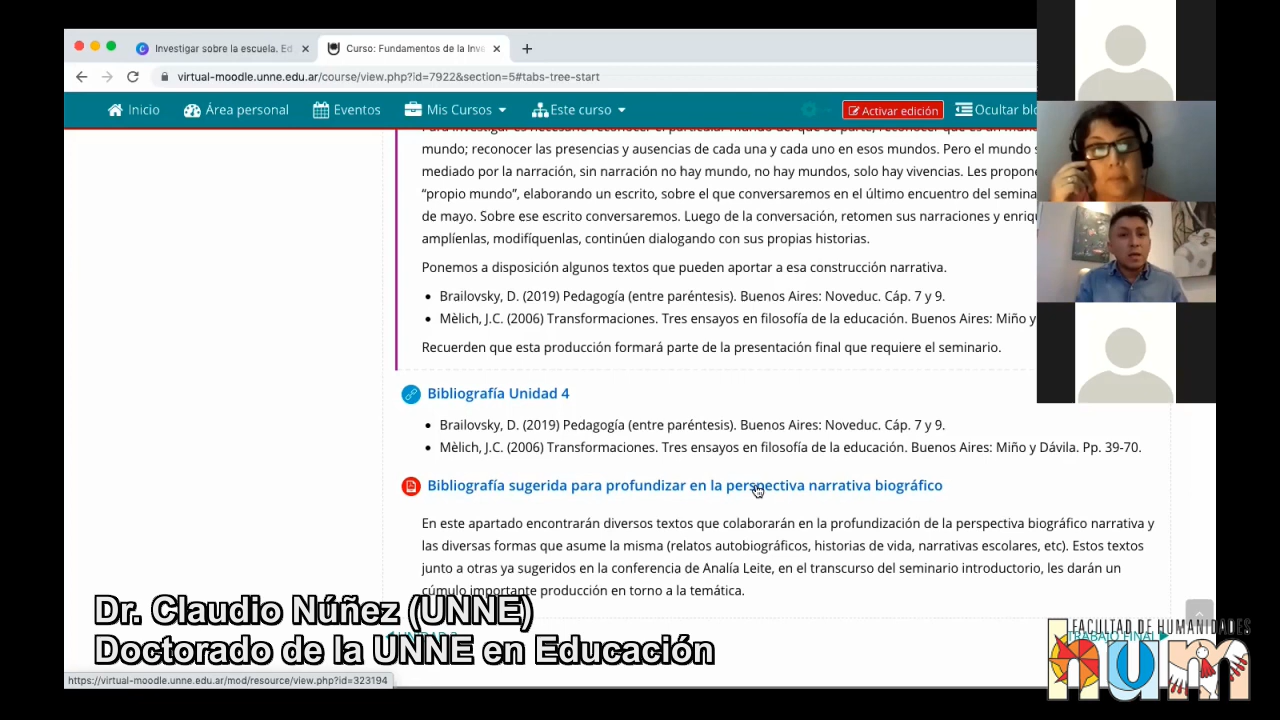 Investigar sobre la escuela. Ed
Curso: Fundamentos de la Inve
virtual-moodle.unne.edu.ar/course/view.php?id=7922&section=5#tabs-tree-start
Inicio Área personal Eventos Mis Cursos Este curso Activar edición Ocultar blo
mundo; reconocer las presencias y ausencias de cada una y cada uno en esos mundos. Pero el mundo s
mediado por la narración, sin narración no hay mundo, no hay mundos, solo hay vivencias. Les propone
“propio mundo”, elaborando un escrito, sobre el que conversaremos en el último encuentro del semina
de mayo. Sobre ese escrito conversaremos. Luego de la conversación, retomen sus narraciones y enriq
amplíenlas, modifíquenlas, continúen dialogando con sus propias historias.
Ponemos a disposición algunos textos que pueden aportar a esa construcción narrativa.
Brailovsky, D. (2019) Pedagogía (entre paréntesis). Buenos Aires: Noveduc. Cáp. 7 y 9.
Mèlich, J.C. (2006) Transformaciones. Tres ensayos en filosofía de la educación. Buenos Aires: Miño y
Recuerden que esta producción formará parte de la presentación final que requiere el seminario.
Bibliografía Unidad 4
Brailovsky, D. (2019) Pedagogía (entre paréntesis). Buenos Aires: Noveduc. Cáp. 7 y 9.
Mèlich, J.C. (2006) Transformaciones. Tres ensayos en filosofía de la educación. Buenos Aires: Miño y Dávila. Pp. 39-70.
Bibliografía sugerida para profundizar en la perspectiva narrativa biográfico
En este apartado encontrarán diversos textos que colaborarán en la profundización de la perspectiva biográfico narrativa y
las diversas formas que asume la misma (relatos autobiográficos, historias de vida, narrativas escolares, etc). Estos textos
junto a otras ya sugeridos en la conferencia de Analía Leite, en el transcurso del seminario introductorio, les darán un
cúmulo importante producción en torno a la temática.
Dr. Claudio Núñez (UNNE)
Doctorado de la UNNE en Educación
FACULTAD DE HUMANIDADES
TRABAJO FINAL
hum
https://virtual-moodle.unne.edu.ar/mod/resource/view.php?id=323194